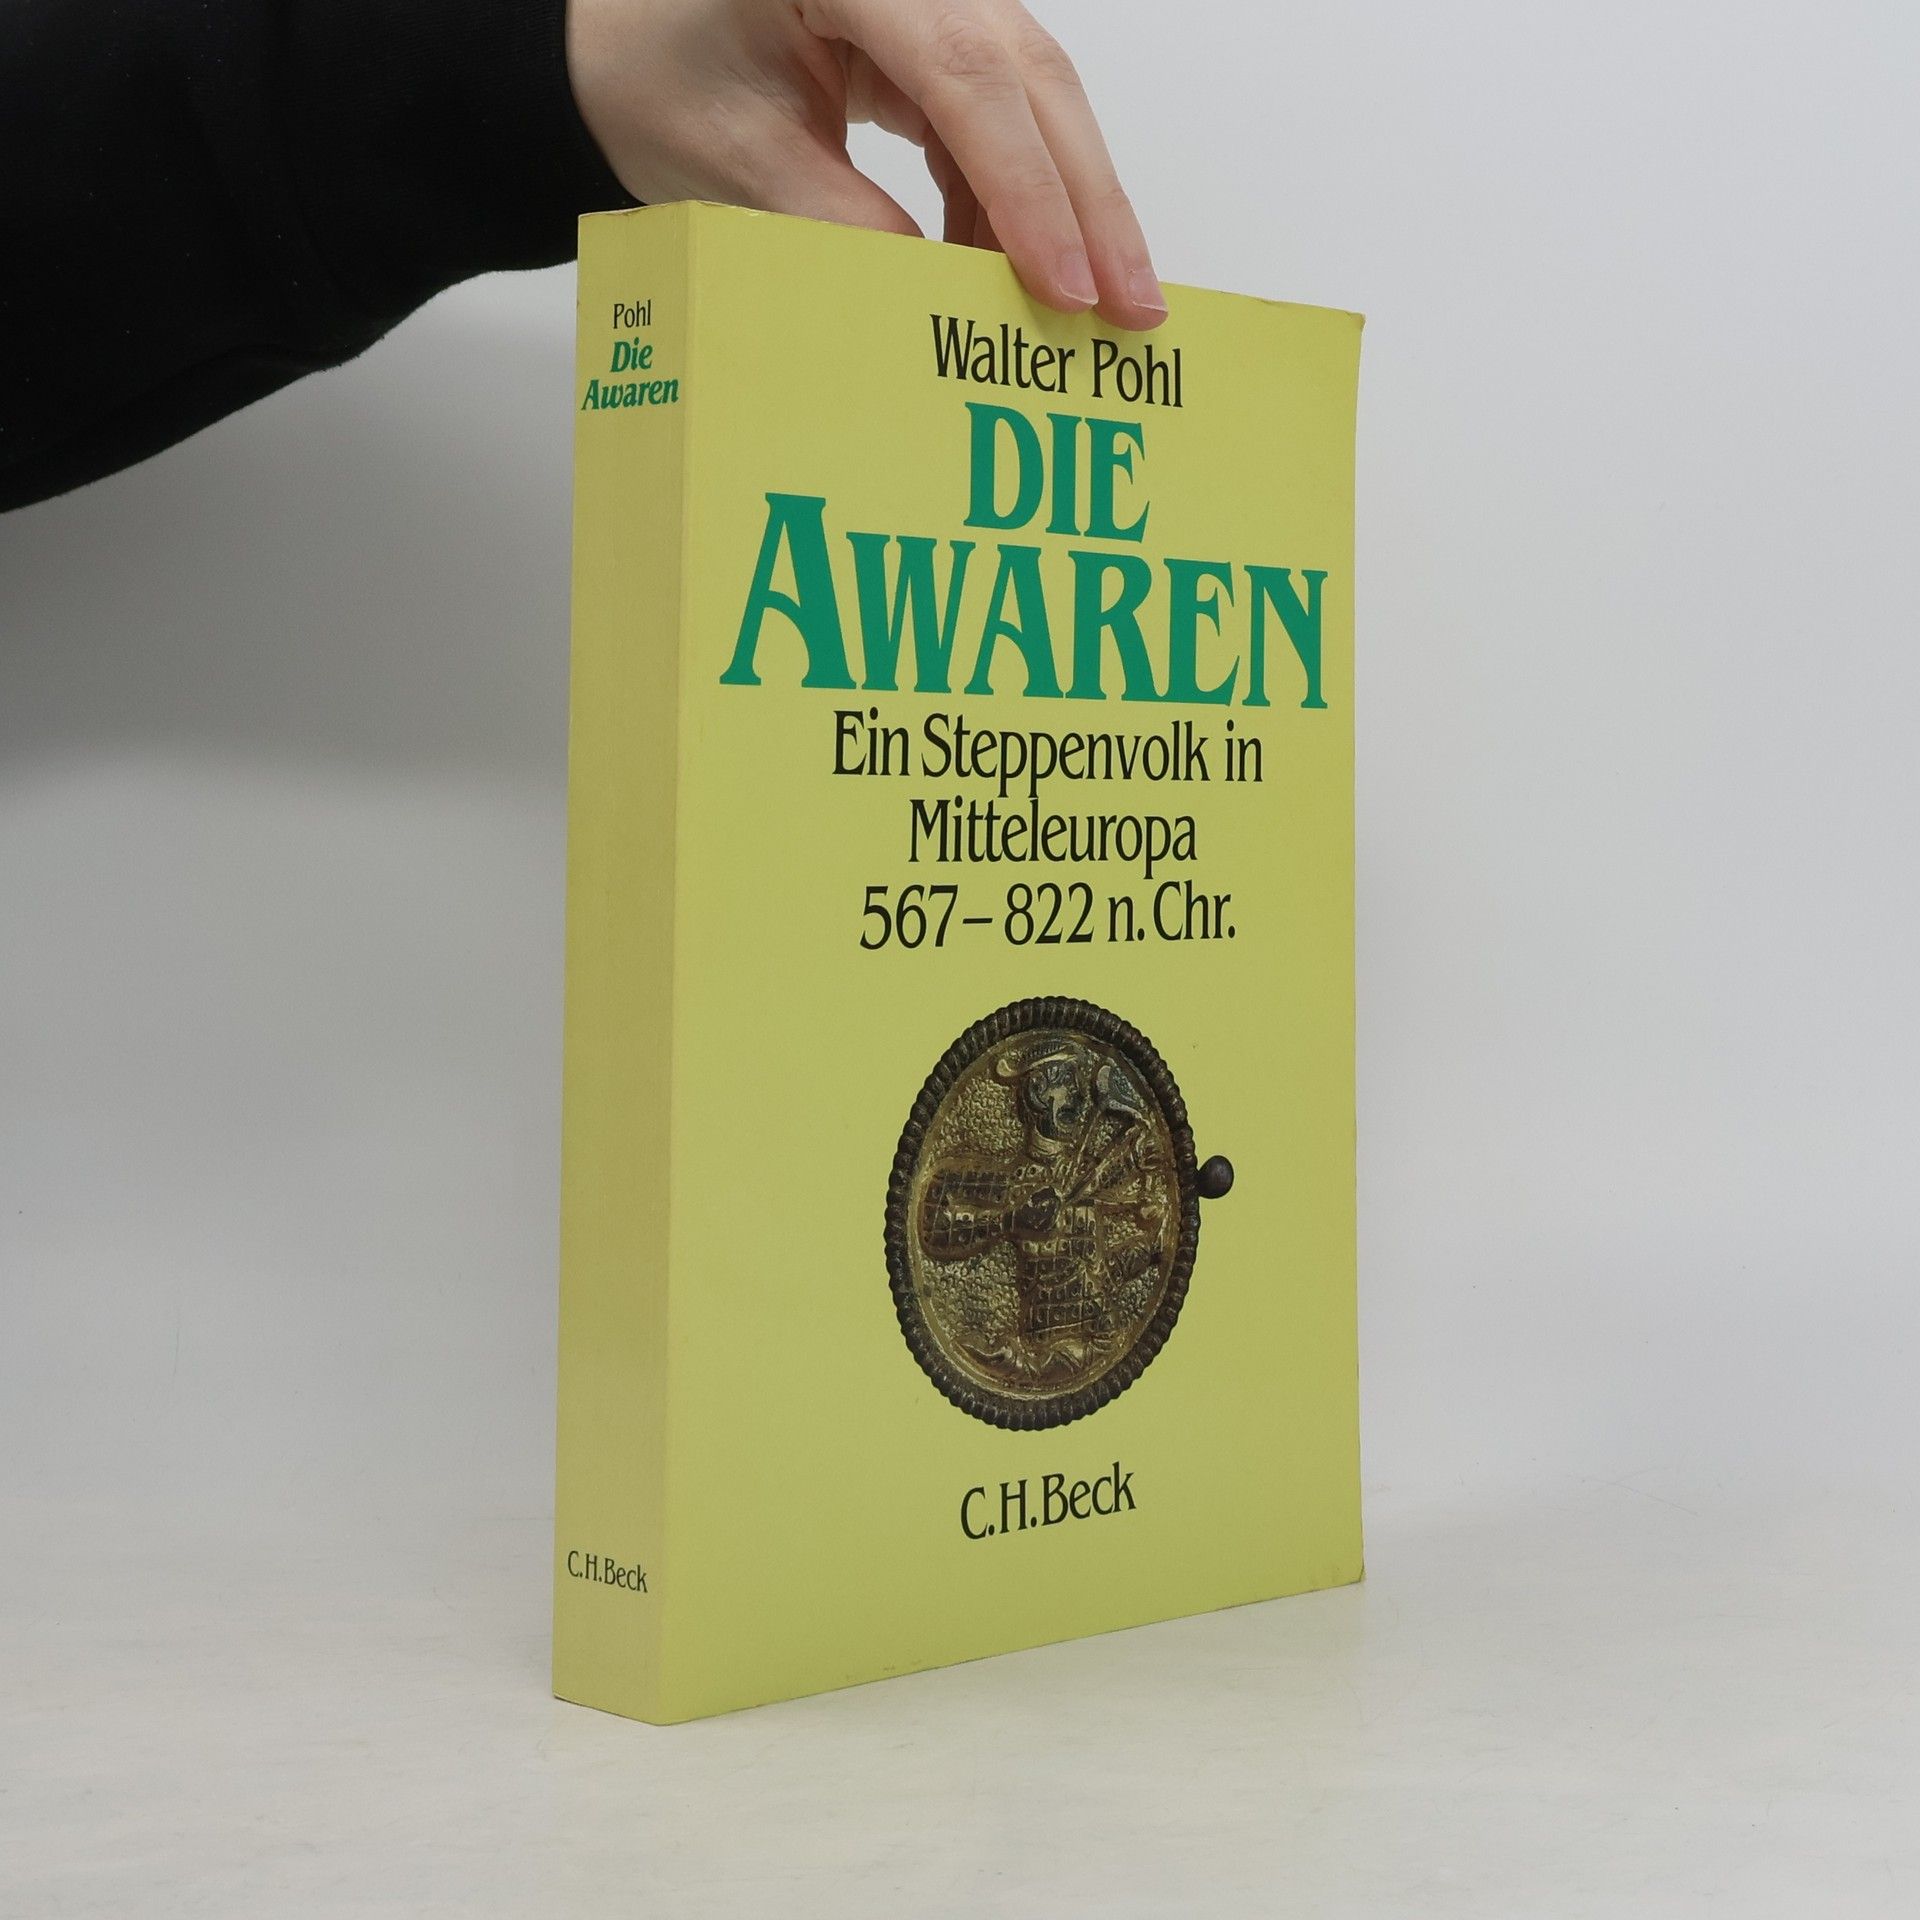 Pohl
Die
Awaren
C.H.Beck
Walter Pohl
DIE
AWAREN
Ein Steppenvolk in
Mitteleuropa
567–822 n. Chr.
C.H.Beck